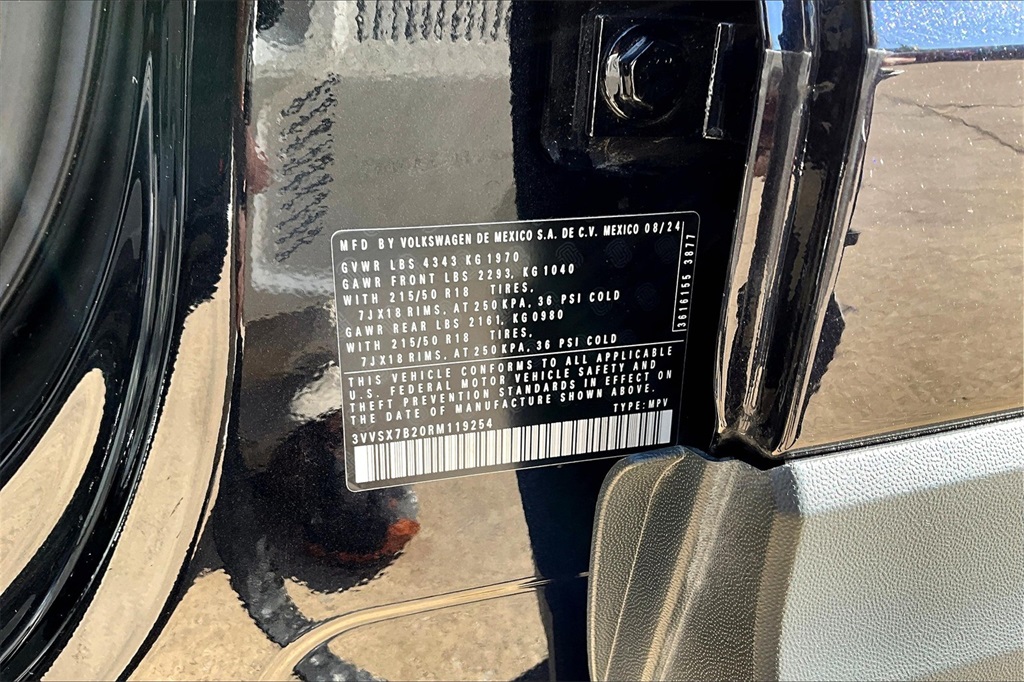 MFD BY VOLKSWAGEN DE MEXICO S.A. DE C.V. MEXICO 08/24
GVWR LBS 4343 KG 1970
GAWR FRONT LBS 2293, KG 1040
WITH 215/50 R18 TIRES,
7JX18 RIMS, AT 250 KPA, 36 PSI COLD
GAWR REAR LBS 2161, KG 0980
WITH 215/50 R18 TIRES,
7JX18 RIMS, AT 250 KPA, 36 PSI COLD
3616155 3877
THIS VEHICLE CONFORMS TO ALL APPLICABLE
U.S. FEDERAL MOTOR VEHICLE SAFETY AND
THEFT PREVENTION STANDARDS IN EFFECT ON
THE DATE OF MANUFACTURE SHOWN ABOVE.
3VVSX7B20RM119254 TYPE: MPV